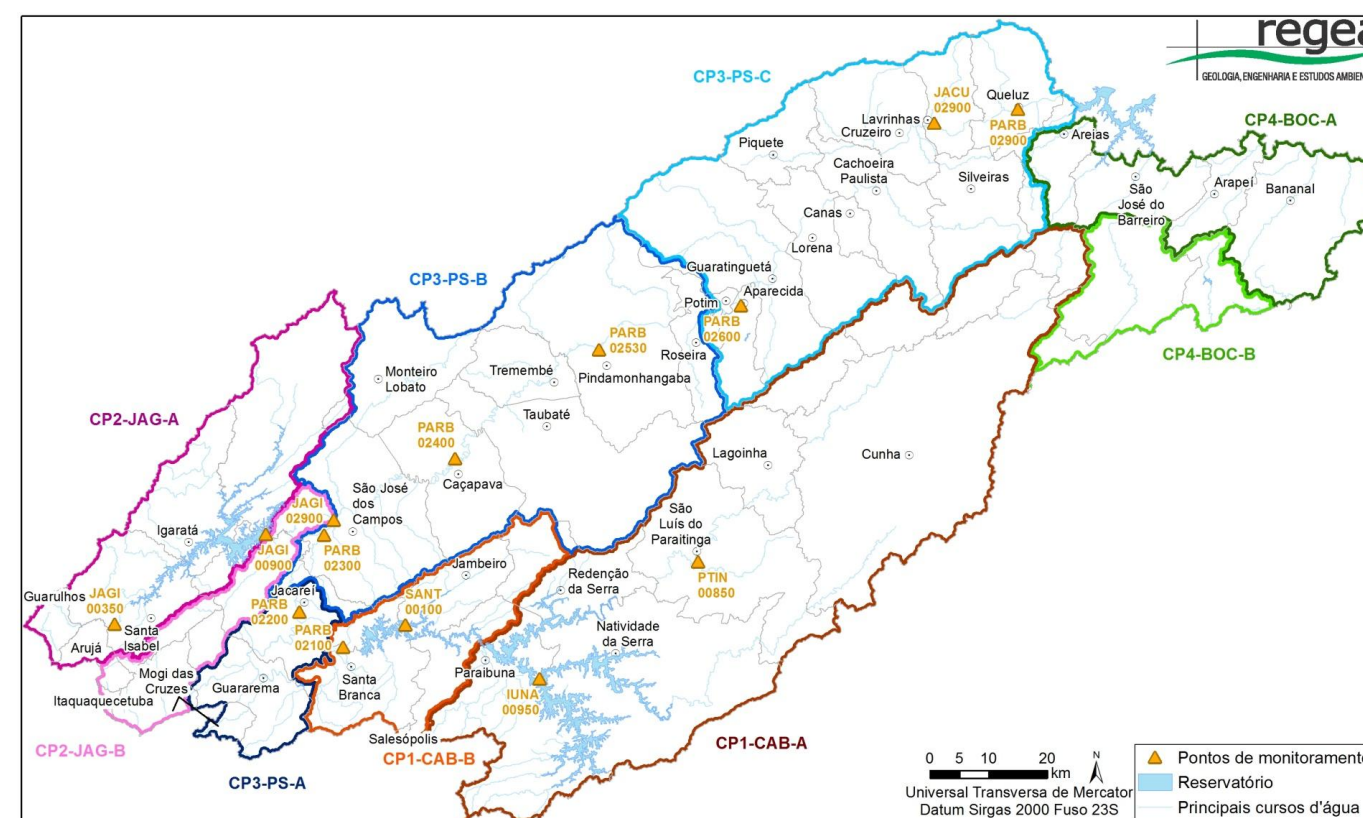 regea
GEOLOGIA, ENGENHARIA E ESTUDOS AMBIEN
CP3-PS-C
JACU
02900
Queluz
PARB
02900
Lavrinhas
Cruzeiro
Areias
CP4-BOC-A
Piquete
Cachoeira
Paulista
Silveiras
São
José do
Barreiro
Arapeí
Bananal
Canas
Lorena
CP3-PS-B
Guaratinguetá
Potim
Aparecida
PARB
02600
PARB
02530
Roseira
CP4-BOC-B
Monteiro
Lobato
Tremembé
Pindamonhangaba
CP2-JAG-A
Taubaté
PARB
02400
Caçapava
Lagoinha
Cunha
São José
dos
Campos
JAGI
02900
Igaratá
JAGI
00900
PARB
02300
São
Luís do
Paraitinga
PTIN
00850
Jambeiro
Redenção
da Serra
Guarulhos
JAGI
00350
Jacareí
PARB
02200
SANT
00100
Arujá
Santa
Isabel
PARB
02100
Natividade
da Serra
Mogi das
Cruzes
Itaquaquecetuba
Guararema
Santa
Branca
Paraibuna
IUNA
00950
CP2-JAG-B
Salesópolis
CP3-PS-A
CP1-CAB-B
CP1-CAB-A
0 5 10 20
km
N
Universal Transversa de Mercator
Datum Sirgas 2000 Fuso 23S
Pontos de monitoramento
Reservatório
Principais cursos d'água